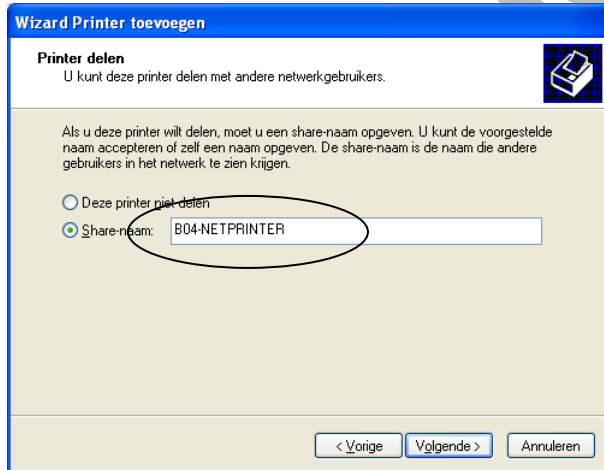 Wizard Printer toevoegen
Printer delen
U kunt deze printer delen met andere netwerkgebruikers.
Als u deze printer wilt delen, moet u een share-naam opgeven. U kunt de voorgestelde
naam accepteren of zelf een naam opgeven. De share-naam is de naam die andere
gebruikers in het netwerk te zien krijgen.
Deze printer niet delen
Share-naam: B04-NETPRINTER
< Vorige Volgende > Annuleren